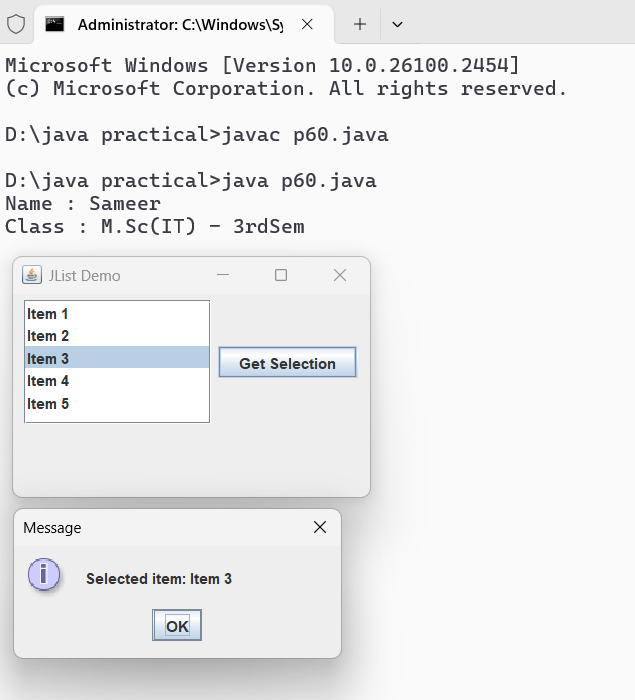 Administrator: C:\Windows\Sy
Microsoft Windows [Version 10.0.26100.2454]
(c) Microsoft Corporation. All rights reserved.
D:\java practical>javac p60.java
D:\java practical>java p60.java
Name : Sameer
Class : M.Sc(IT) - 3rdSem
JList Demo
Item 1
Item 2
Item 3
Item 4
Item 5
Get Selection
Message
Selected item: Item 3
OK